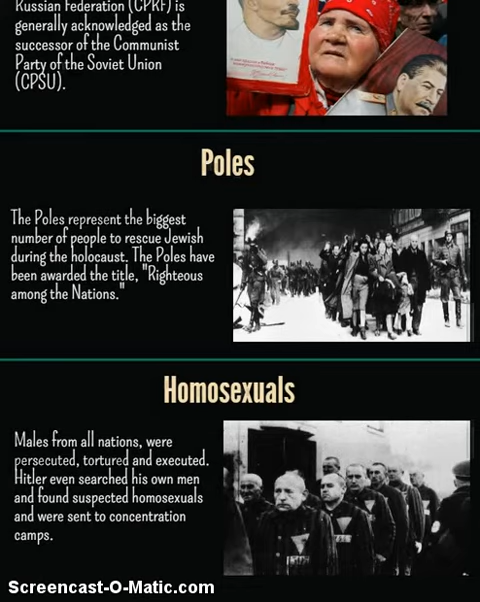 Russian Federation (CPRF) is
generally acknowledged as the
successor of the Communist
Party of the Soviet Union
(CPSU).
Poles
The Poles represent the biggest
number of people to rescue Jewish
during the holocaust. The Poles have
been awarded the title, "Righteous
among the Nations."
Homosexuals
Males from all nations, were
persecuted, tortured and executed.
Hitler even searched his own men
and found suspected homosexuals
and were sent to concentration
camps.
Screencast-O-Matic.com